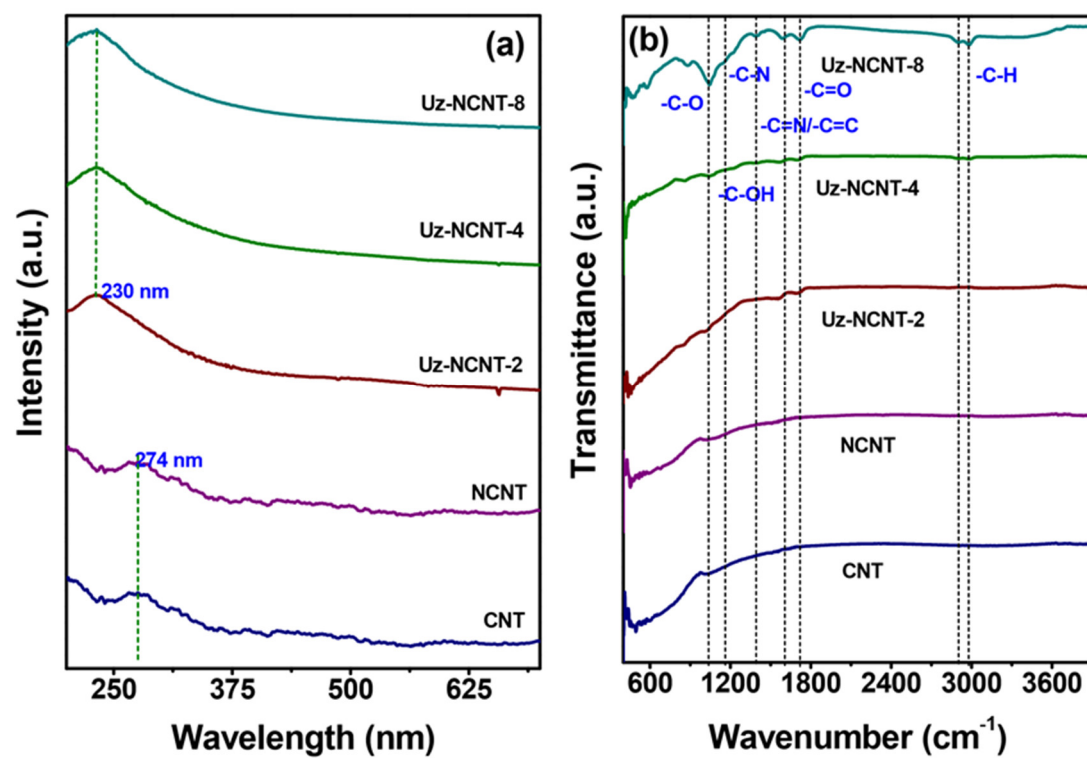 (a)
Uz-NCNT-8
Uz-NCNT-4
230 nm
Uz-NCNT-2
274 nm
NCNT
CNT
Intensity (a.u.)
250 375 500 625
Wavelength (nm)
(b)
-C-N
Uz-NCNT-8
-C-H
-C=O
-C-O
-C=N/-C=C
Uz-NCNT-4
-C-OH
Uz-NCNT-2
NCNT
CNT
Transmittance (a.u.)
600 1200 1800 2400 3000 3600
Wavenumber (cm⁻¹)